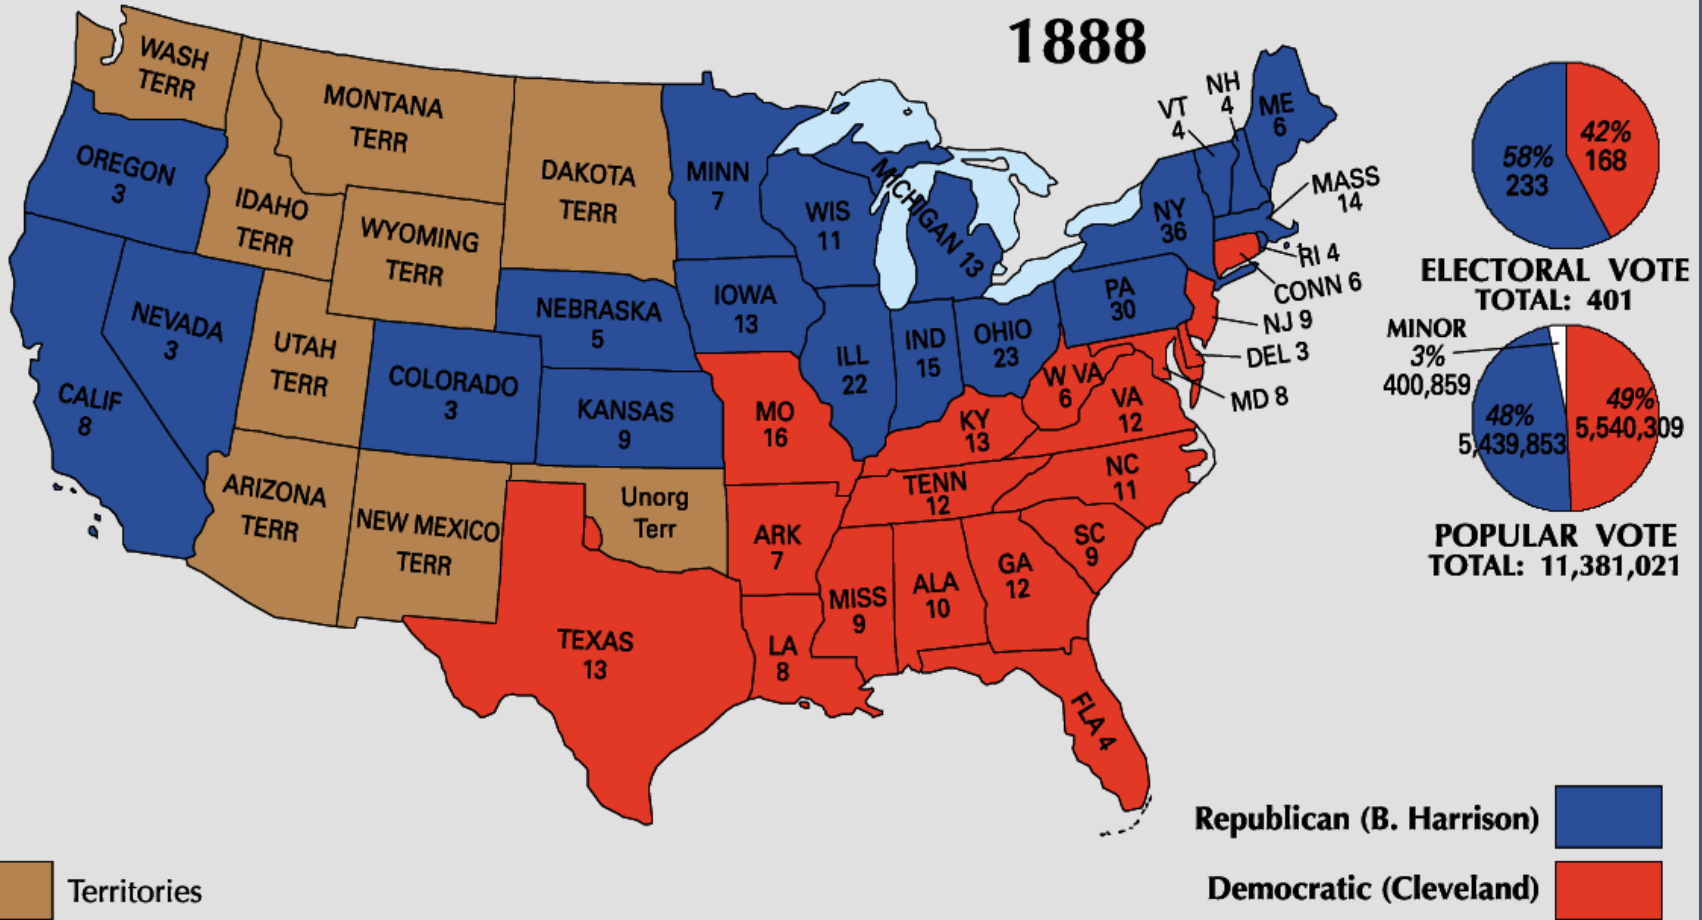 1888
WASH
TERR
MONTANA
TERR
OREGON
3
IDAHO
TERR
WYOMING
TERR
DAKOTA
TERR
MINN
7
WIS
11
MICHIGAN 13
VT
4
NH
4
ME
6
MASS
14
NY
36
RI 4
CONN 6
NJ 9
DEL 3
MD 8
PA
30
NEVADA
3
CALIF
8
UTAH
TERR
COLORADO
3
NEBRASKA
5
KANSAS
9
IOWA
13
ILL
22
IND
15
OHIO
23
MO
16
KY
13
W VA
6
VA
12
ARIZONA
TERR
NEW MEXICO
TERR
Unorg
Terr
ARK
7
TENN
12
NC
11
SC
9
TEXAS
13
LA
8
MISS
9
ALA
10
GA
12
FLA 4
58%
233
42%
168
ELECTORAL VOTE
TOTAL: 401
MINOR
3%
400,859
48%
5,439,853
49%
5,540,309
POPULAR VOTE
TOTAL: 11,381,021
Republican (B. Harrison)
Democratic (Cleveland)
Territories